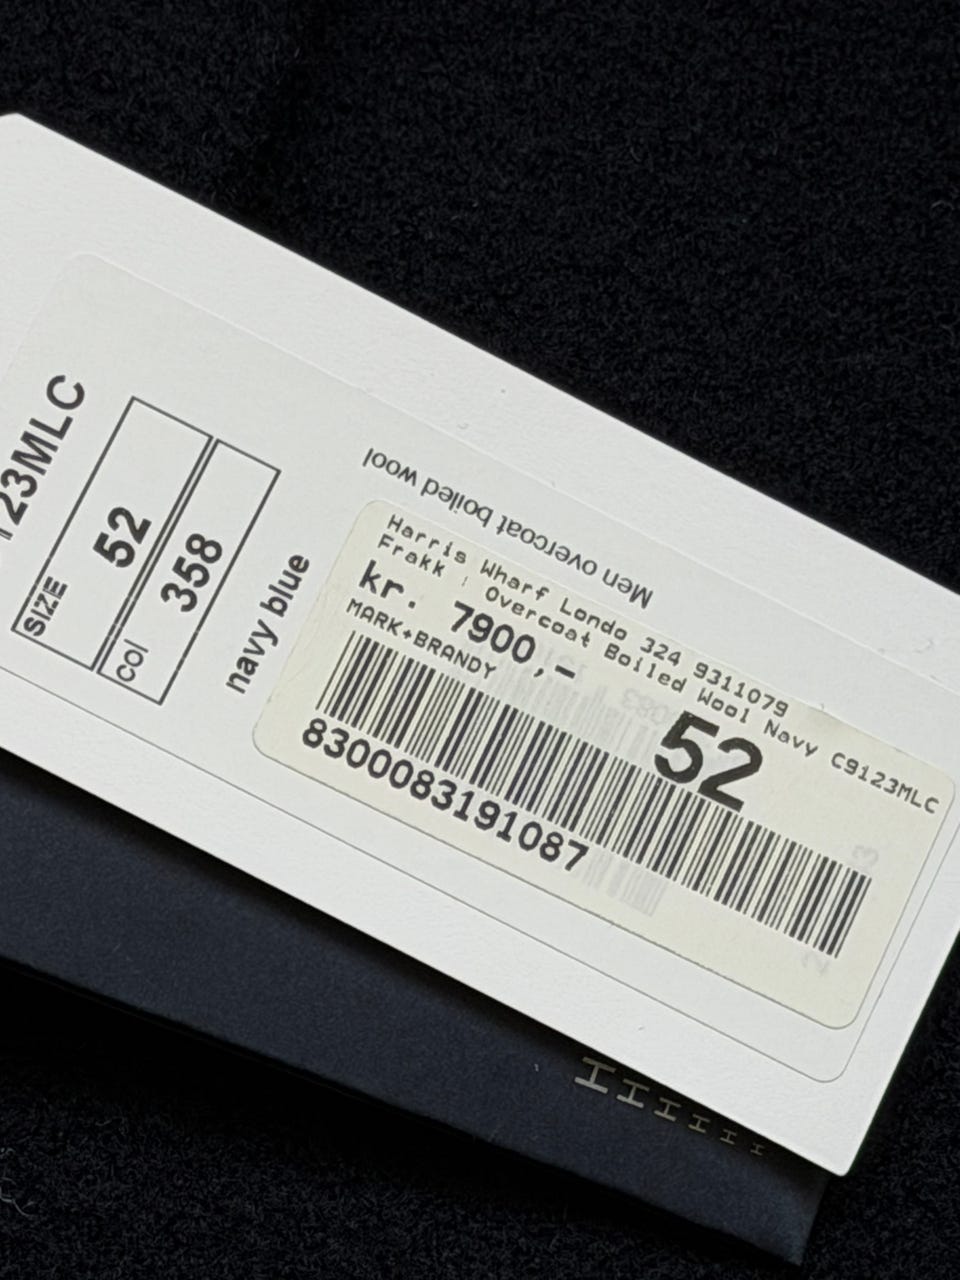 123MLC
SIZE
52
COl
358
navy blue
Men overcoat boiled wool
Harris Wharf Londo 324 9311079
Frakk : Overcoat Boiled Wool Navy C9123MLC
kr. 7900,-
MARK+BRANDY
52
8300083191087